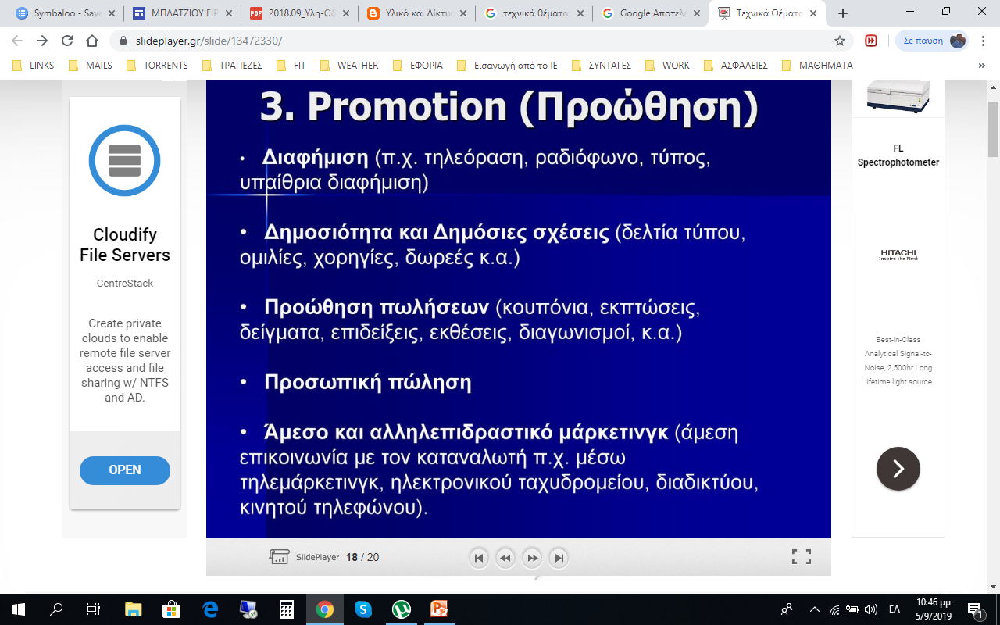 Symbaloo - Save
ΜΠΛΑΤΖΙΟΥ ΕΙΡ
2018.09_Υλη-Οδ
Υλικό και Δίκτυα
τεχνικά θέματα
Google Αποτελέ
Τεχνικά Θέματα
slideplayer.gr/slide/13472330/
Σε παύση
LINKS
MAILS
TORRENTS
ΤΡΑΠΕΖΕΣ
FIT
WEATHER
ΕΦΟΡΙΑ
Εισαγωγή από το IE
ΣΥΝΤΑΓΕΣ
WORK
ΑΣΦΑΛΕΙΕΣ
ΜΑΘΗΜΑΤΑ
Cloudify
File Servers
CentreStack
Create private
clouds to enable
remote file server
access and file
sharing w/ NTFS
and AD.
OPEN
3. Promotion (Προώθηση)
• Διαφήμιση (π.χ. τηλεόραση, ραδιόφωνο, τύπος,
υπαίθρια διαφήμιση)
• Δημοσιότητα και Δημόσιες σχέσεις (δελτία τύπου,
ομιλίες, χορηγίες, δωρεές κ.α.)
• Προώθηση πωλήσεων (κουπόνια, εκπτώσεις,
δείγματα, επιδείξεις, εκθέσεις, διαγωνισμοί, κ.α.)
• Προσωπική πώληση
• Άμεσο και αλληλεπιδραστικό μάρκετινγκ (άμεση
επικοινωνία με τον καταναλωτή π.χ. μέσω
τηλεμάρκετινγκ, ηλεκτρονικού ταχυδρομείου, διαδικτύου,
κινητού τηλεφώνου).
SlidePlayer 18 / 20
FL
Spectrophotometer
HITACHI
Inspire the Next
Best-in-Class
Analytical Signal-to-
Noise, 2,500hr Long
lifetime light source
ΕΛ
10:46 μμ
5/9/2019
1